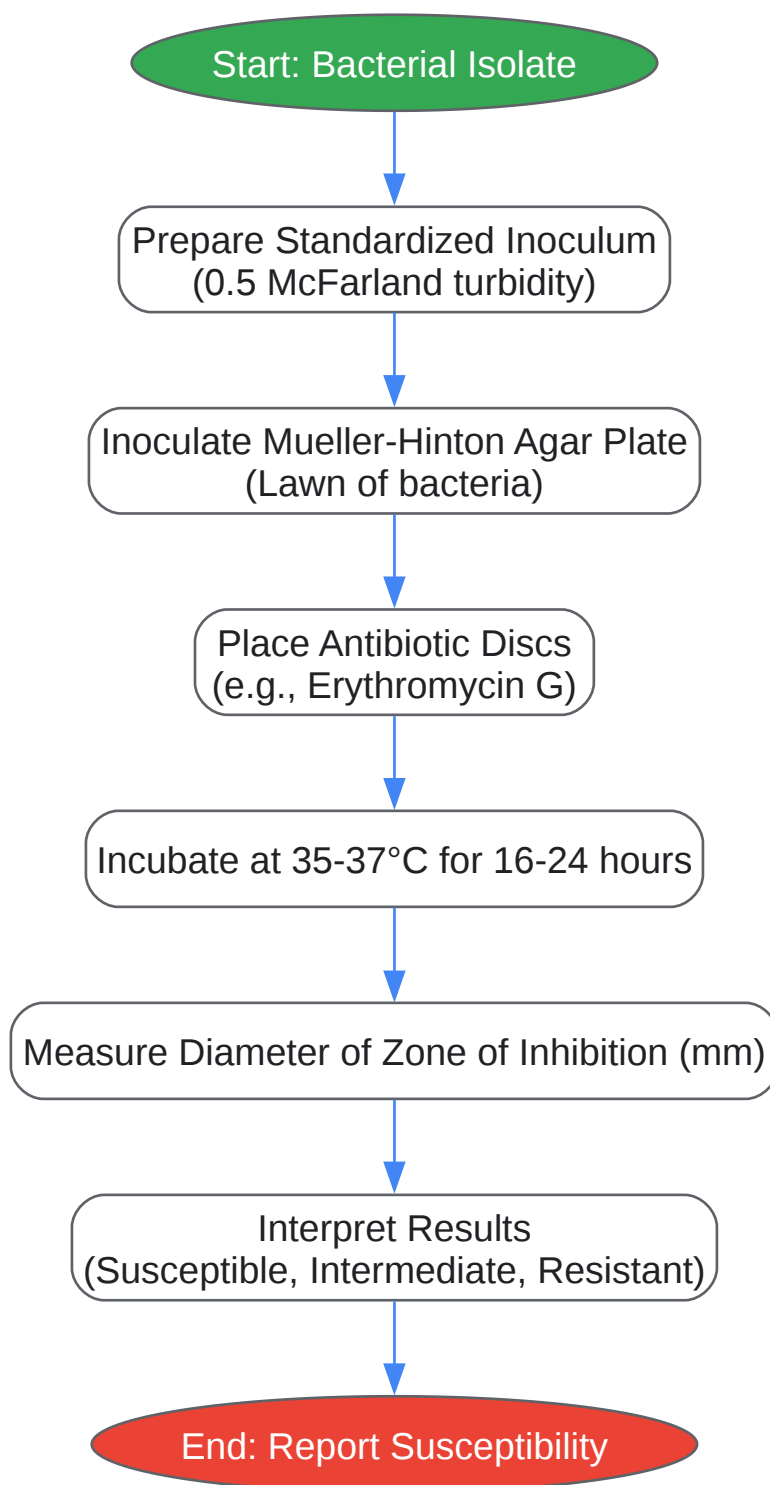 Start: Bacterial Isolate
Prepare Standardized Inoculum
(0.5 McFarland turbidity)
Inoculate Mueller-Hinton Agar Plate
(Lawn of bacteria)
Place Antibiotic Discs
(e.g., Erythromycin G)
Incubate at 35-37°C for 16-24 hours
Measure Diameter of Zone of Inhibition (mm)
Interpret Results
(Susceptible, Intermediate, Resistant)
End: Report Susceptibility